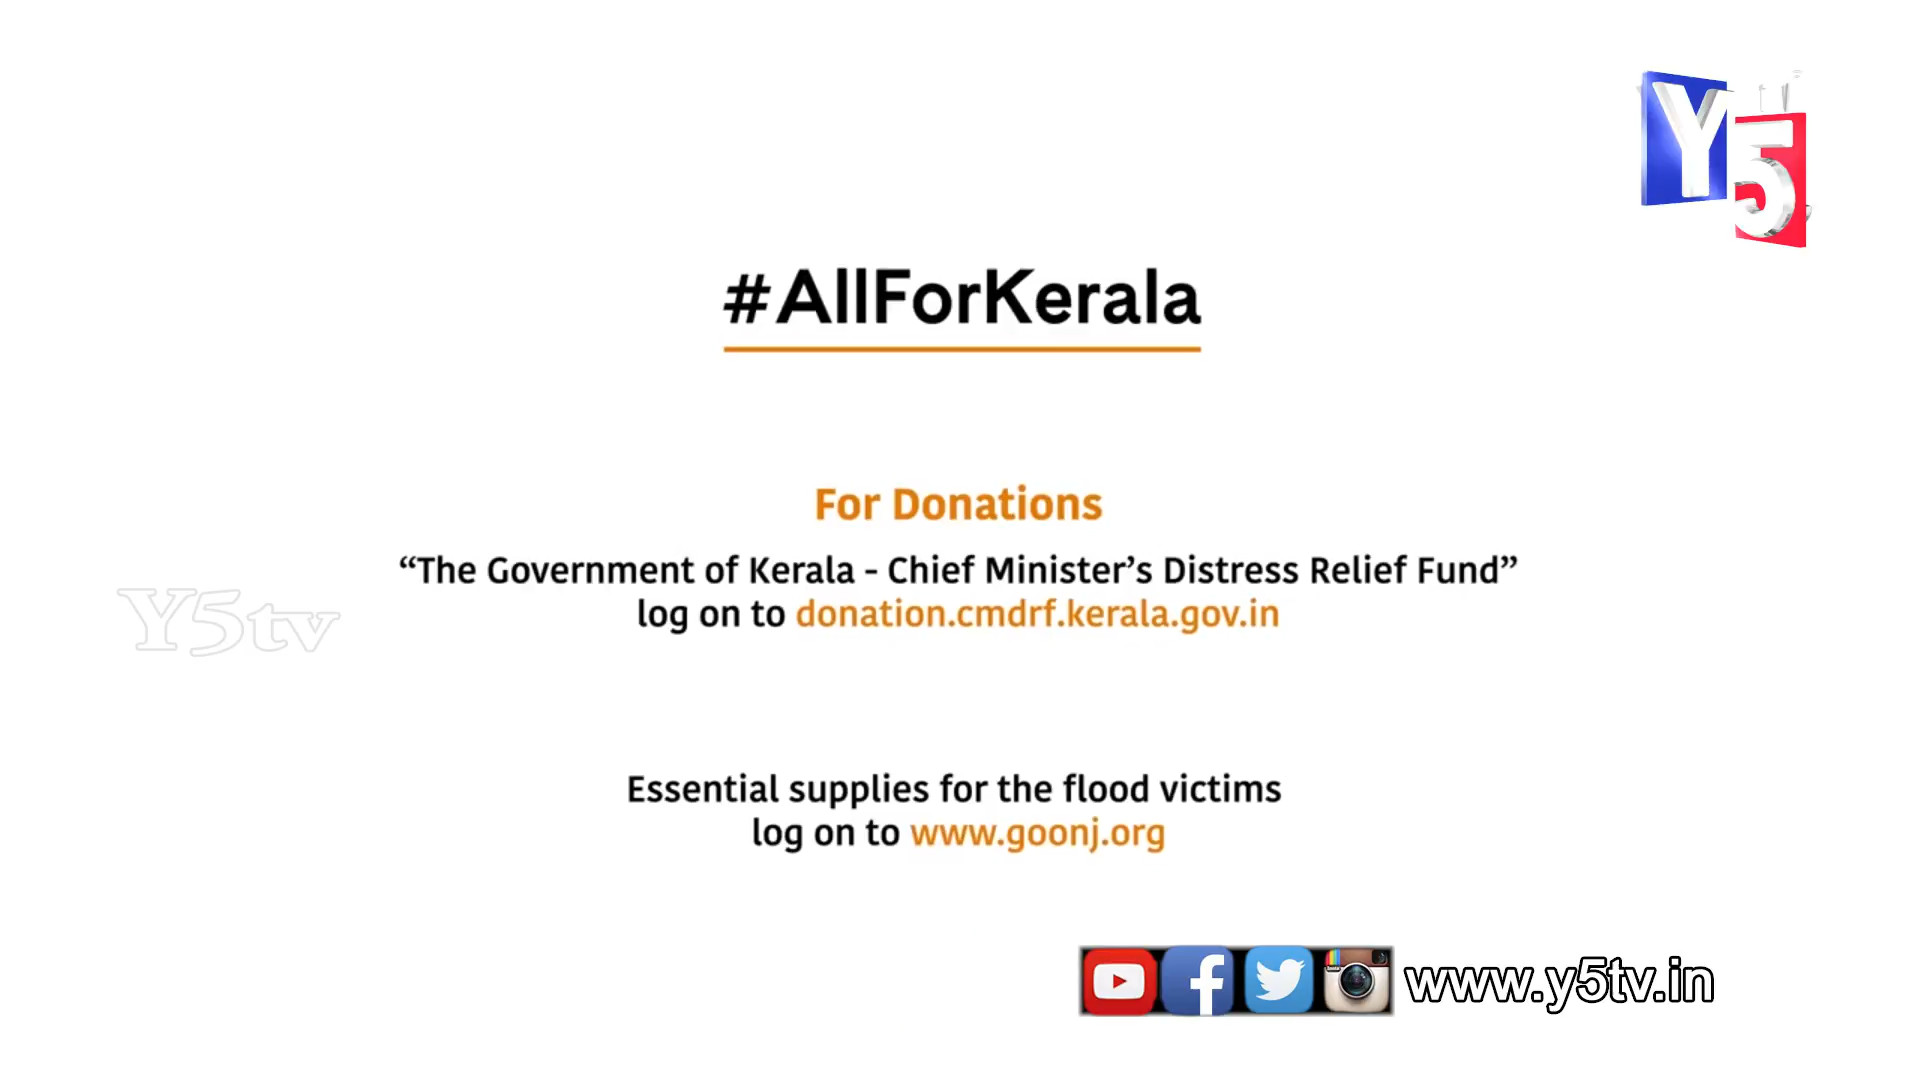 Y5
#AllForKerala
For Donations
“The Government of Kerala - Chief Minister’s Distress Relief Fund”
log on to donation.cmdrf.kerala.gov.in
Y5tv
Essential supplies for the flood victims
log on to www.goonj.org
www.y5tv.in